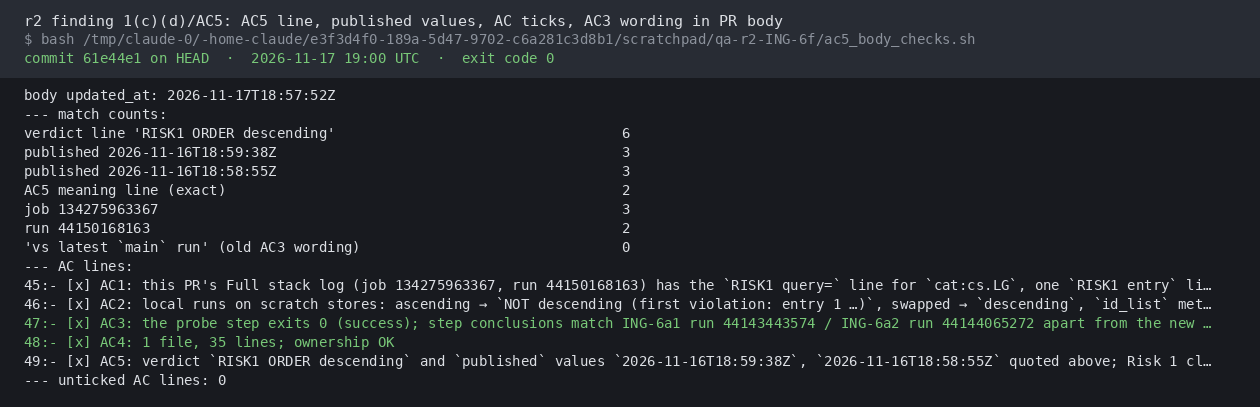 r2 finding 1(c)(d)/AC5: AC5 line, published values, AC ticks, AC3 wording in PR body
$ bash /tmp/claude-0/-home-claude/e3f3d4f0-189a-5d47-9702-c6a281c3d8b1/scratchpad/qa-r2-ING-6f/ac5_body_checks.sh
commit 61e44e1 on HEAD · 2026-11-17 19:00 UTC · exit code 0
body updated_at: 2026-11-17T18:57:52Z
--- match counts:
verdict line 'RISK1 ORDER descending' 6
published 2026-11-16T18:59:38Z 3
published 2026-11-16T18:58:55Z 3
AC5 meaning line (exact) 2
job 134275963367 3
run 44150168163 2
'vs latest `main` run' (old AC3 wording) 0
--- AC lines:
45:- [x] AC1: this PR's Full stack log (job 134275963367, run 44150168163) has the `RISK1 query=` line for `cat:cs.LG`, one `RISK1 entry` li…
46:- [x] AC2: local runs on scratch stores: ascending → `NOT descending (first violation: entry 1 …)`, swapped → `descending`, `id_list` met…
47:- [x] AC3: the probe step exits 0 (success); step conclusions match ING-6a1 run 44143443574 / ING-6a2 run 44144065272 apart from the new …
48:- [x] AC4: 1 file, 35 lines; ownership OK
49:- [x] AC5: verdict `RISK1 ORDER descending` and `published` values `2026-11-16T18:59:38Z`, `2026-11-16T18:58:55Z` quoted above; Risk 1 cl…
--- unticked AC lines: 0